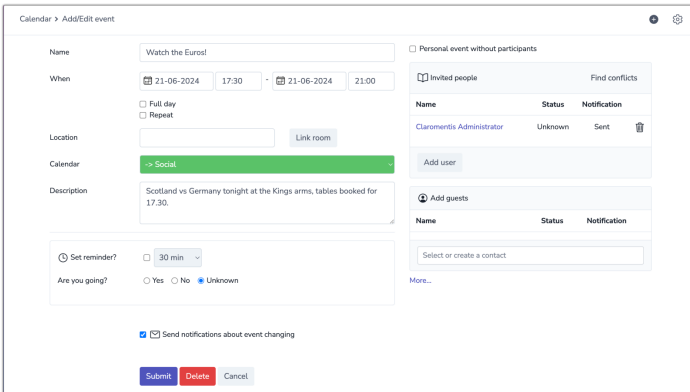 Calendar > Add/Edit event
Name
Watch the Euros!
When
21-06-2024
17:30
-
21-06-2024
21:00
Full day
Repeat
Location
Link room
Calendar
-> Social
Description
Scotland vs Germany tonight at the Kings arms, tables booked for
17.30.
Set reminder?
30 min
Are you going?
Yes
No
Unknown
Send notifications about event changing
Submit
Delete
Cancel
Personal event without participants
Invited people
Find conflicts
Name
Status
Notification
Claromentis Administrator
Unknown
Sent
Add user
Add guests
Name
Status
Notification
Select or create a contact
More...